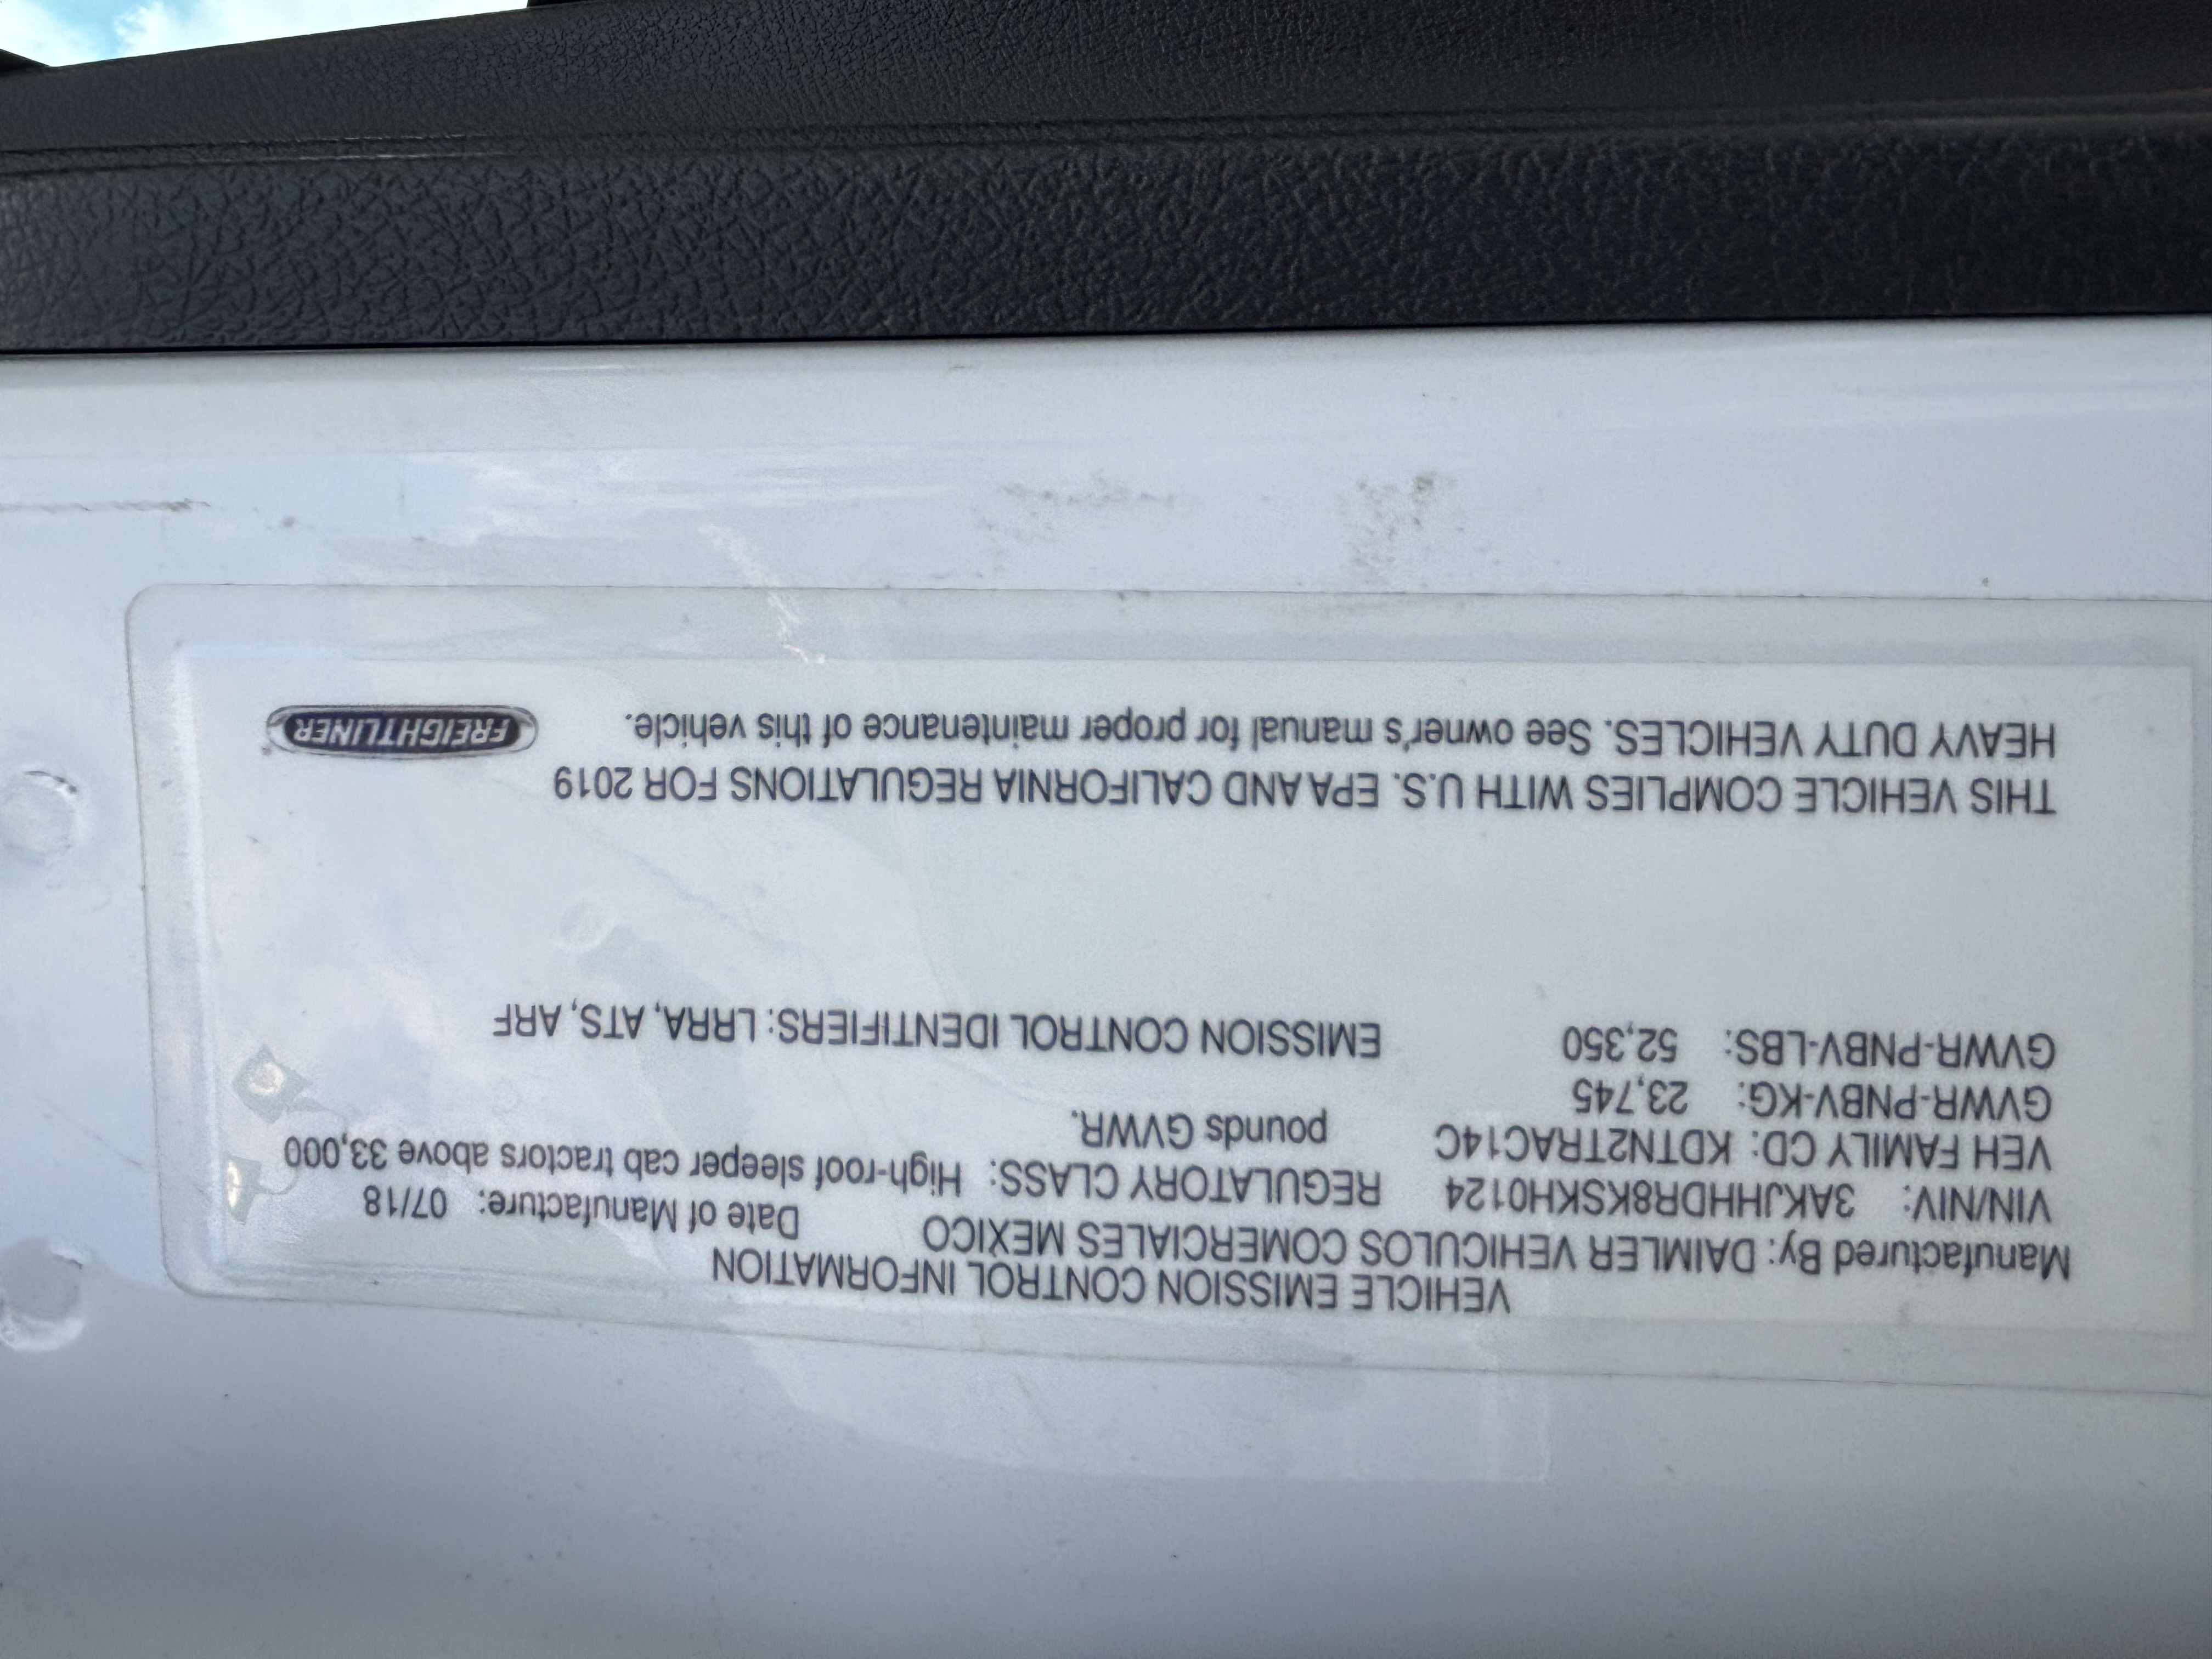 VEHICLE EMISSION CONTROL INFORMATION
Manufactured By: DAIMLER VEHICULOS COMERCIALES MEXICO Date of Manufacture: 07/18
VIN/NIV: 3AKJHHDR8KSKH0124 REGULATORY CLASS: High-roof sleeper cab tractors above 33,000
VEH FAMILY CD: KDTN2TRAC14C pounds GVWR.
GVWR-PNBV-KG: 23,745
GVWR-PNBV-LBS: 52,350 EMISSION CONTROL IDENTIFIERS: LRRA, ATS, ARF
THIS VEHICLE COMPLIES WITH U.S. EPA AND CALIFORNIA REGULATIONS FOR 2019
HEAVY DUTY VEHICLES. See owner's manual for proper maintenance of this vehicle.
FREIGHTLINER